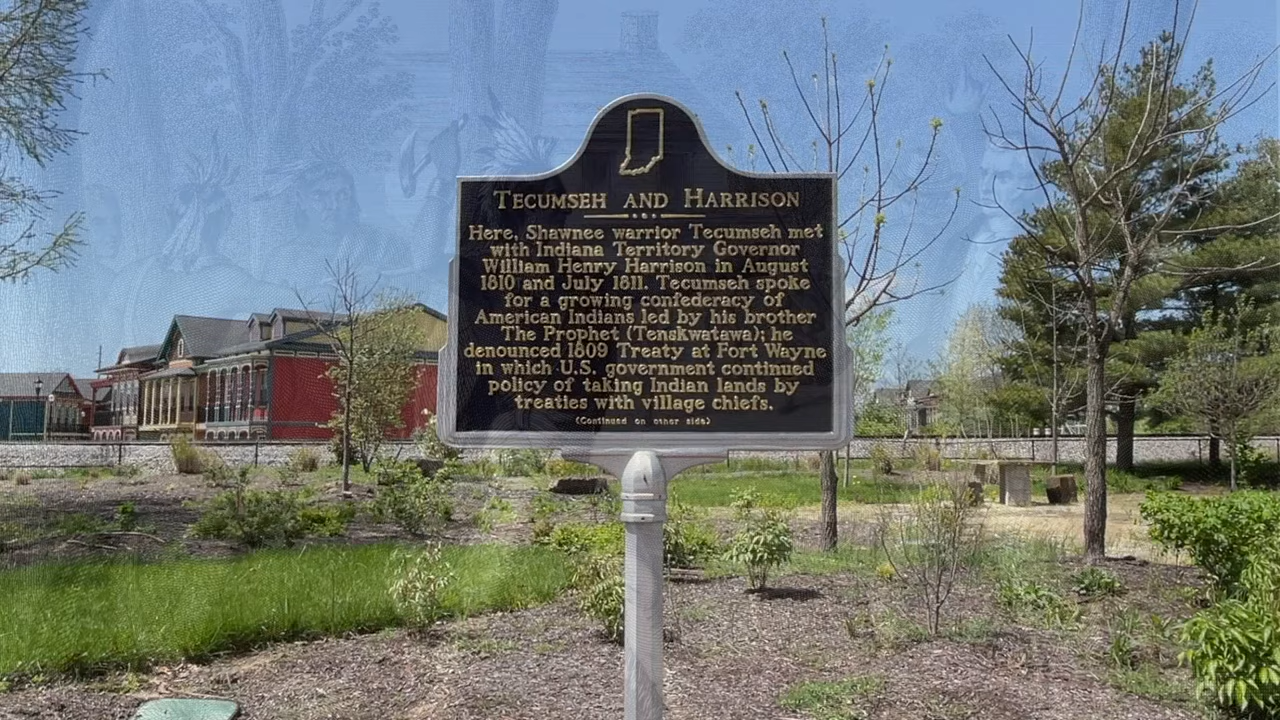 TECUMSEH AND HARRISON
Here, Shawnee warrior Tecumseh met
with Indiana Territory Governor
William Henry Harrison in August
1810 and July 1811. Tecumseh spoke
for a growing confederacy of
American Indians led by his brother
The Prophet (Tenskwatawa); he
denounced 1809 Treaty at Fort Wayne
in which U.S. government continued
policy of taking Indian lands by
treaties with village chiefs.
(Continued on other side)